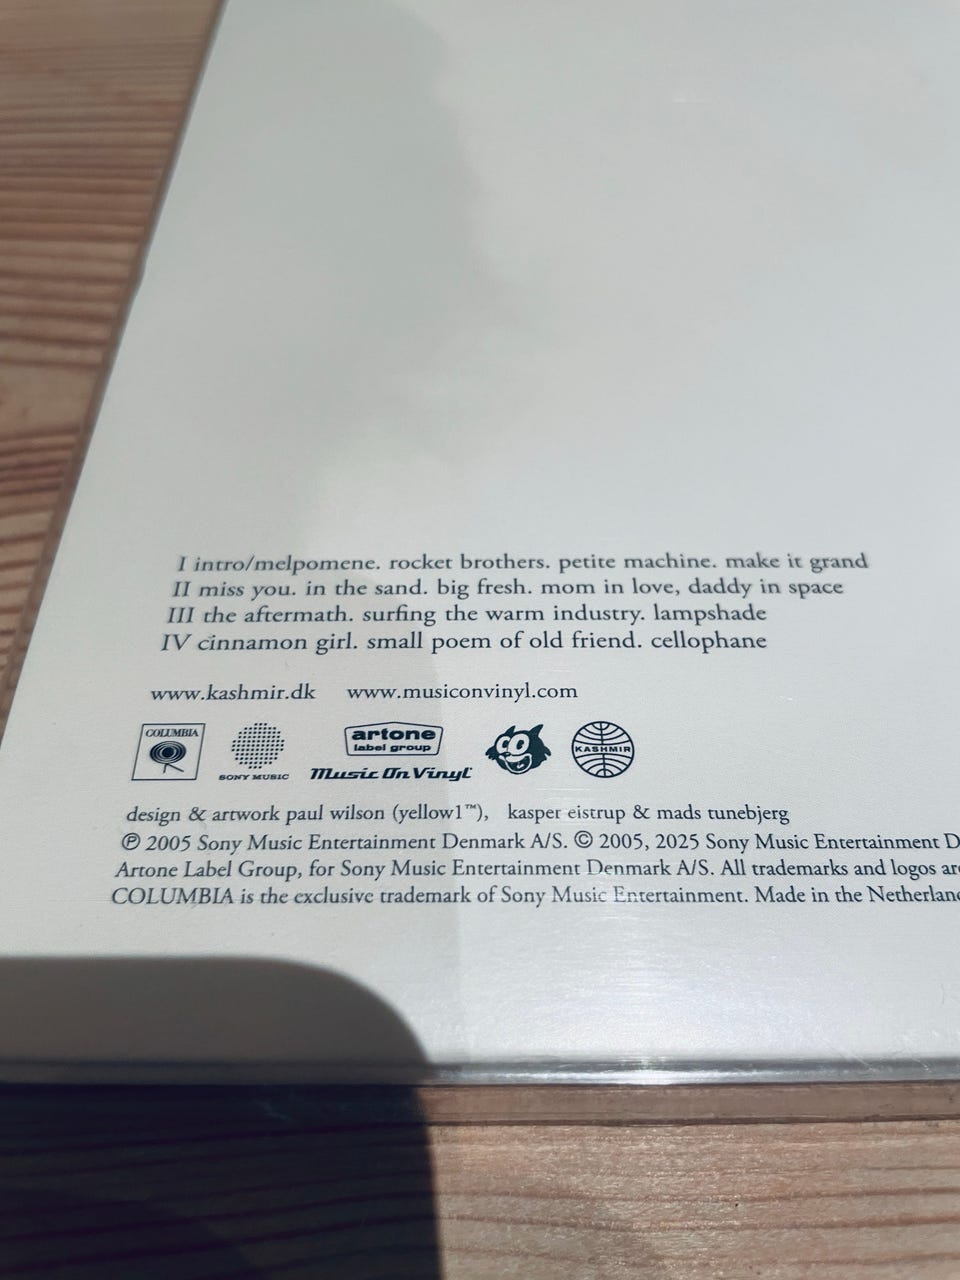 I intro/melpomene. rocket brothers. petite machine. make it grand
II miss you. in the sand. big fresh. mom in love, daddy in space
III the aftermath. surfing the warm industry. lampshade
IV cinnamon girl. small poem of old friend. cellophane
www.kashmir.dk www.musiconvinyl.com
COLUMBIA
SONY MUSIC
artone
label group
Music On Vinyl
KASHMIR
design & artwork paul wilson (yellow1™), kasper eistrup & mads tunebjerg
℗ 2005 Sony Music Entertainment Denmark A/S. © 2005, 2025 Sony Music Entertainment D
Artone Label Group, for Sony Music Entertainment Denmark A/S. All trademarks and logos are
COLUMBIA is the exclusive trademark of Sony Music Entertainment. Made in the Netherlan